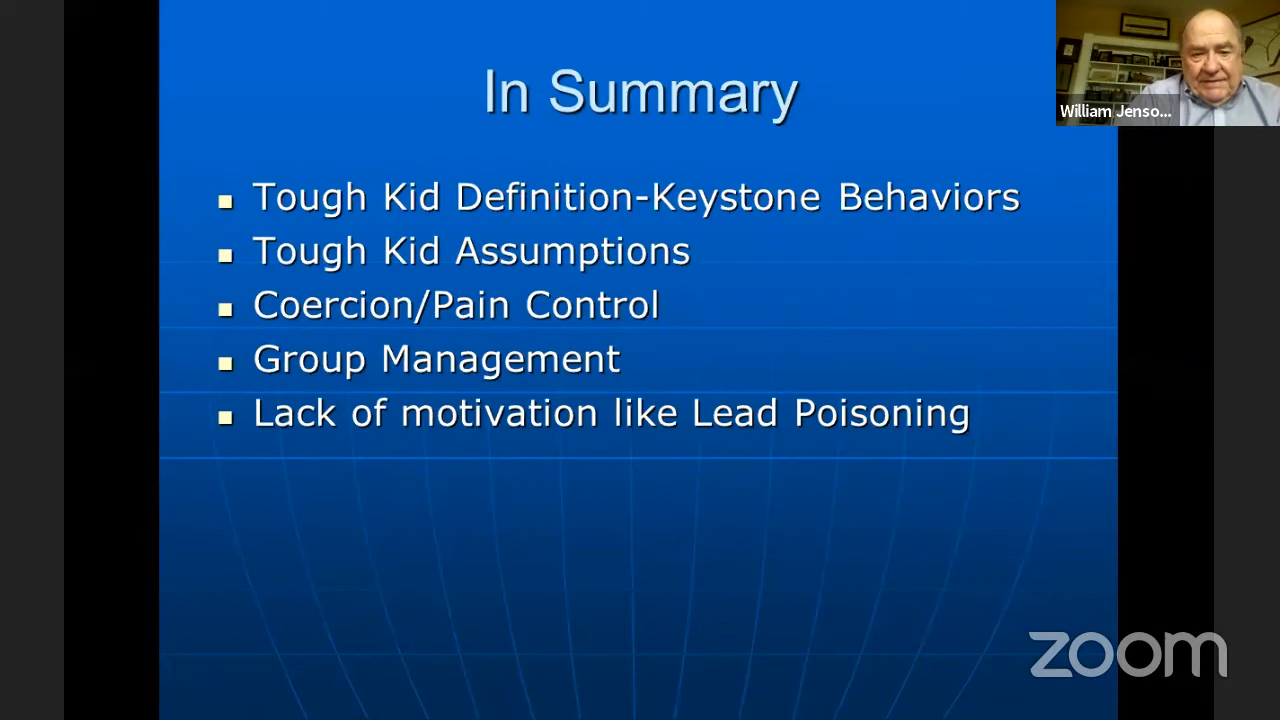 In Summary
William Jenso...
Tough Kid Definition-Keystone Behaviors
Tough Kid Assumptions
Coercion/Pain Control
Group Management
Lack of motivation like Lead Poisoning
zoom